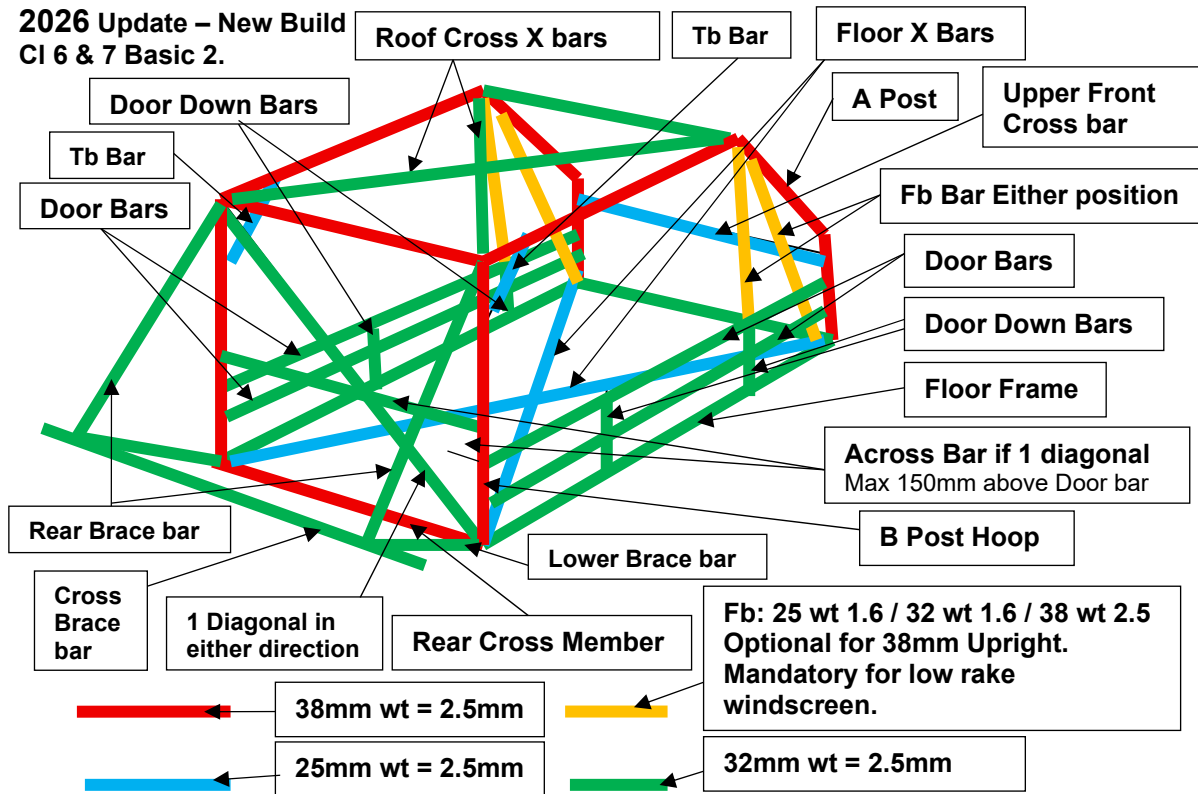 2026 Update – New Build
Cl 6 & 7 Basic 2.
Roof Cross X bars
Tb Bar
Floor X Bars
Door Down Bars
A Post
Upper Front
Cross bar
Tb Bar
Door Bars
Fb Bar Either position
Door Bars
Door Down Bars
Floor Frame
Across Bar if 1 diagonal
Max 150mm above Door bar
Rear Brace bar
B Post Hoop
Lower Brace bar
Cross
Brace
bar
1 Diagonal in
either direction
Rear Cross Member
Fb: 25 wt 1.6 / 32 wt 1.6 / 38 wt 2.5
Optional for 38mm Upright.
Mandatory for low rake
windscreen.
38mm wt = 2.5mm
25mm wt = 2.5mm
32mm wt = 2.5mm